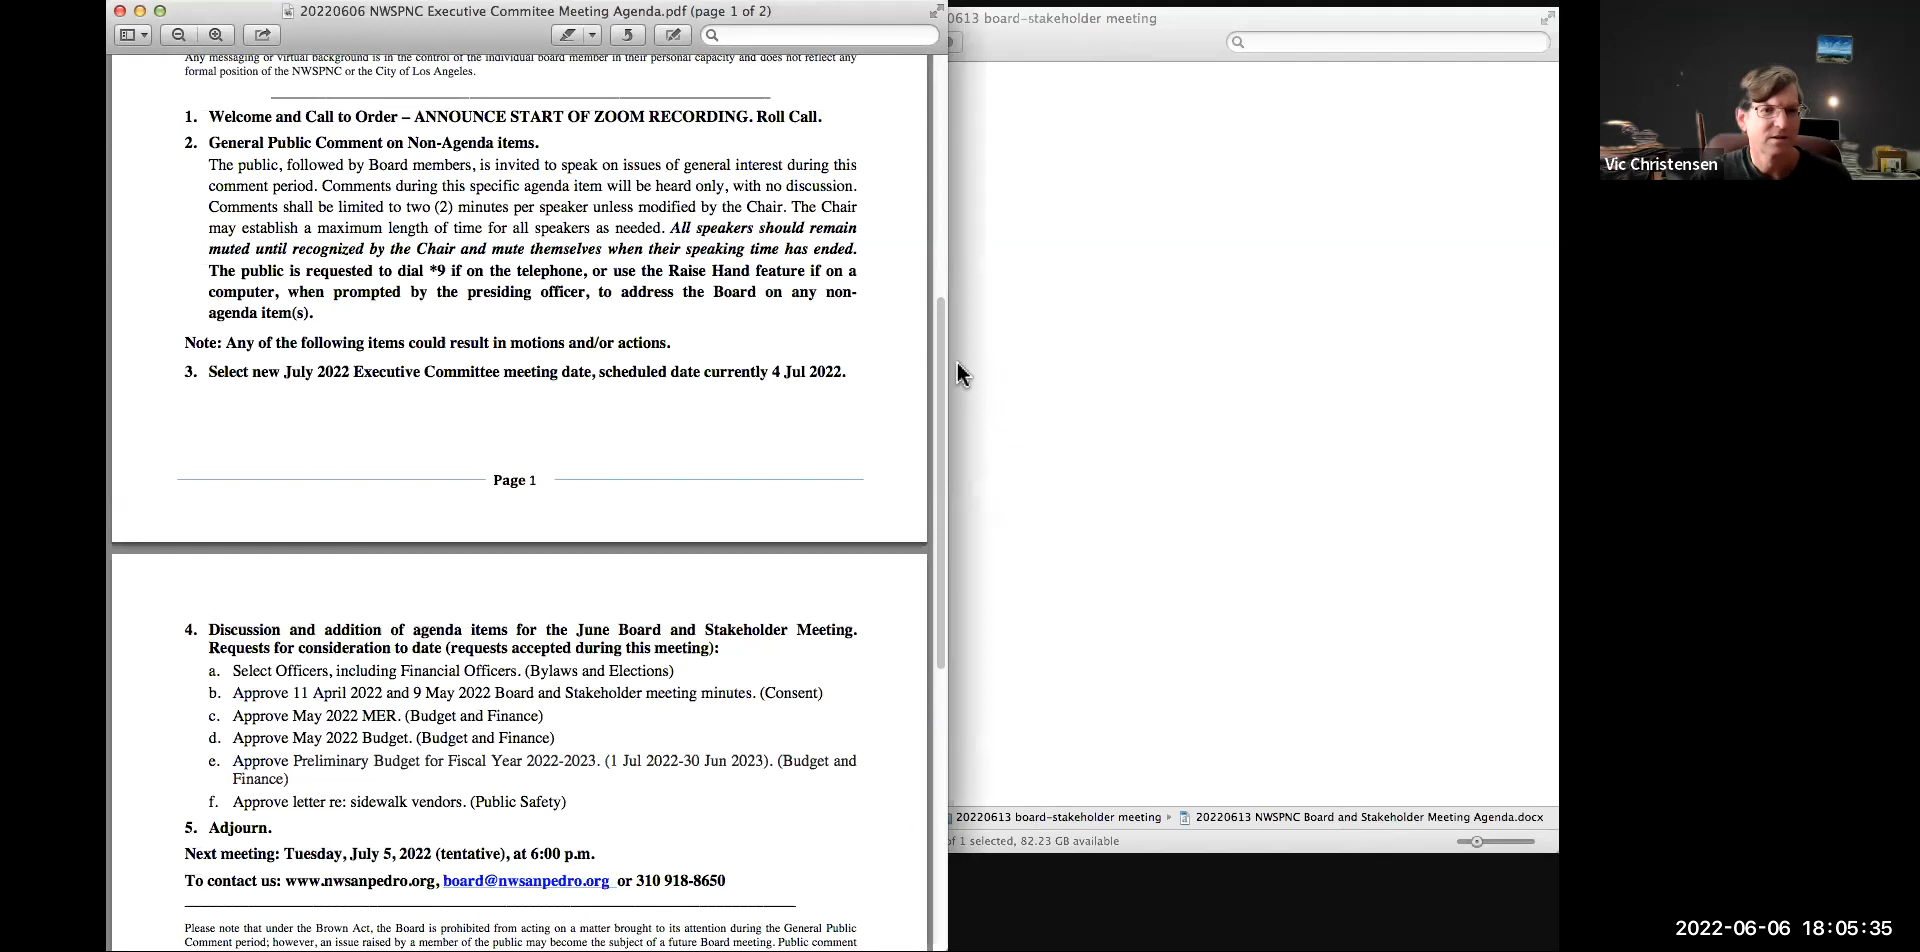 20220606 NWSPNC Executive Commitee Meeting Agenda.pdf (page 1 of 2)
0613 board-stakeholder meeting
Any messaging or virtual background is in the control of the individual board member in their personal capacity and does not reflect any
formal position of the NWSPNC or the City of Los Angeles.
1. Welcome and Call to Order – ANNOUNCE START OF ZOOM RECORDING. Roll Call.
2. General Public Comment on Non-Agenda items.
The public, followed by Board members, is invited to speak on issues of general interest during this
comment period. Comments during this specific agenda item will be heard only, with no discussion.
Comments shall be limited to two (2) minutes per speaker unless modified by the Chair. The Chair
may establish a maximum length of time for all speakers as needed. All speakers should remain
muted until recognized by the Chair and mute themselves when their speaking time has ended.
The public is requested to dial *9 if on the telephone, or use the Raise Hand feature if on a
computer, when prompted by the presiding officer, to address the Board on any non-
agenda item(s).
Note: Any of the following items could result in motions and/or actions.
3. Select new July 2022 Executive Committee meeting date, scheduled date currently 4 Jul 2022.
Page 1
4. Discussion and addition of agenda items for the June Board and Stakeholder Meeting.
Requests for consideration to date (requests accepted during this meeting):
a. Select Officers, including Financial Officers. (Bylaws and Elections)
b. Approve 11 April 2022 and 9 May 2022 Board and Stakeholder meeting minutes. (Consent)
c. Approve May 2022 MER. (Budget and Finance)
d. Approve May 2022 Budget. (Budget and Finance)
e. Approve Preliminary Budget for Fiscal Year 2022-2023. (1 Jul 2022-30 Jun 2023). (Budget and
Finance)
f. Approve letter re: sidewalk vendors. (Public Safety)
5. Adjourn.
Next meeting: Tuesday, July 5, 2022 (tentative), at 6:00 p.m.
To contact us: www.nwsanpedro.org, board@nwsanpedro.org or 310 918-8650
Please note that under the Brown Act, the Board is prohibited from acting on a matter brought to its attention during the General Public
Comment period; however, an issue raised by a member of the public may become the subject of a future Board meeting. Public comment
20220613 board-stakeholder meeting
20220613 NWSPNC Board and Stakeholder Meeting Agenda.docx
of 1 selected, 82.23 GB available
Vic Christensen
2022-06-06 18:05:35